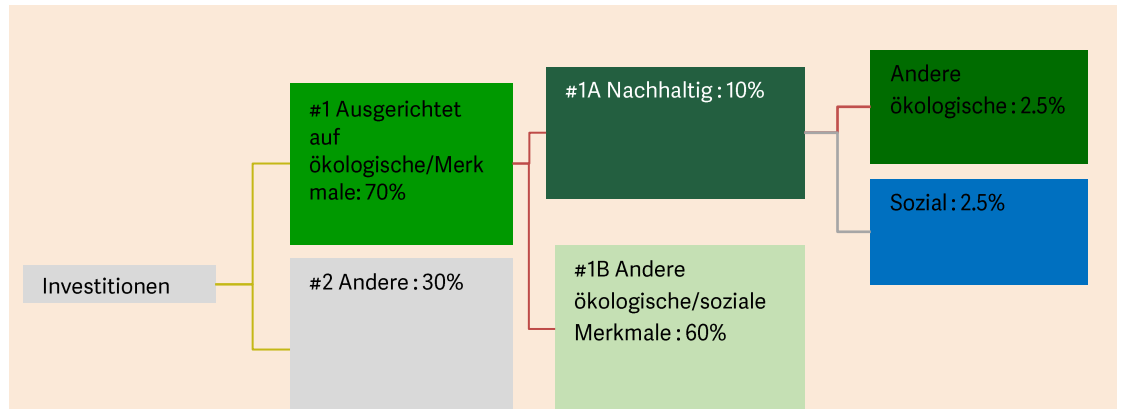 Investitionen
#1 Ausgerichtet
auf
ökologische/Merk
male: 70%
#2 Andere : 30%
#1A Nachhaltig : 10%
#1B Andere
ökologische/soziale
Merkmale : 60%
Andere
ökologische : 2.5%
Sozial : 2.5%